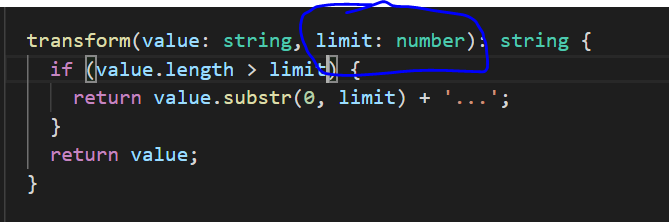 transform(value: string, limit: number): string {
if (value.length > limit) {
return value.substr(0, limit) + '...';
}
return value;
}